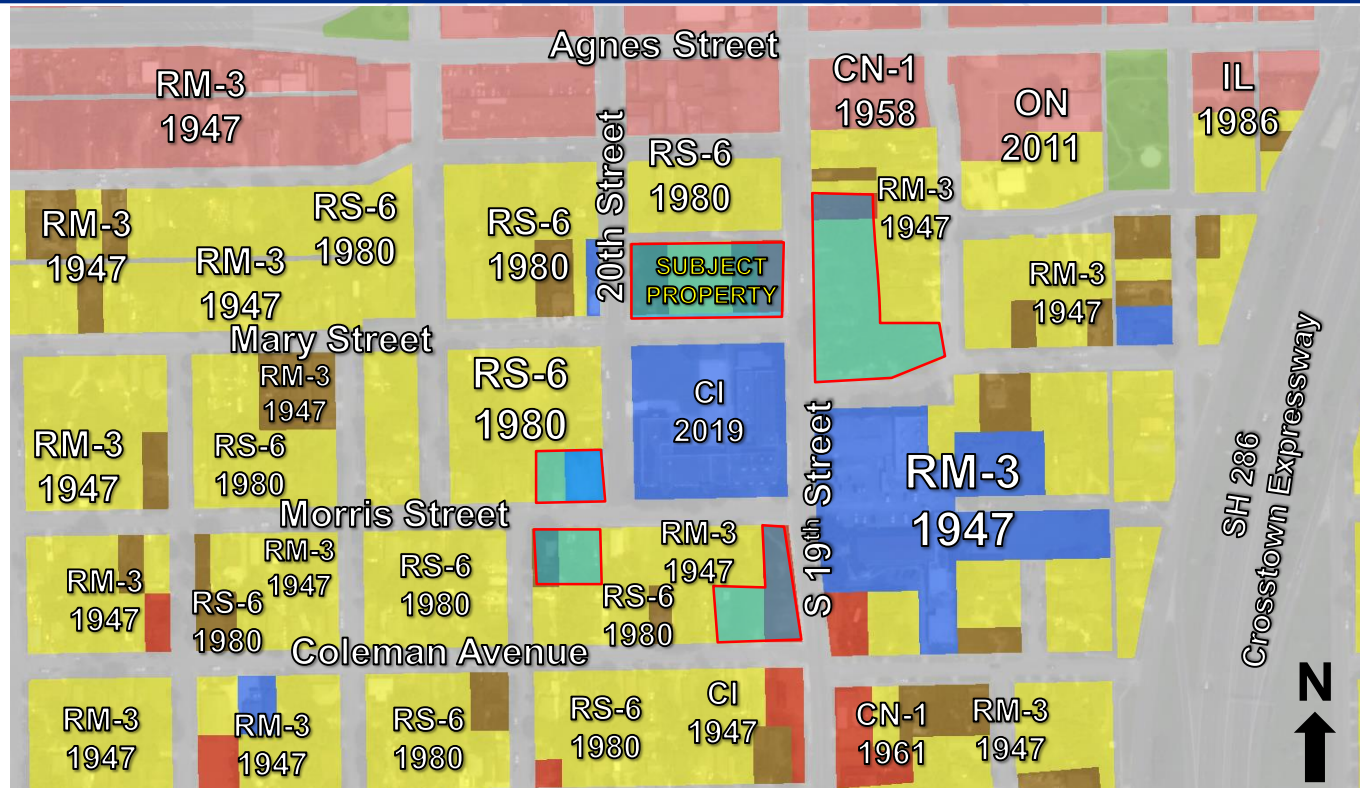 Agnes Street
RM-3
1947
CN-1
1958
ON
2011
IL
1986
20th Street
RS-6
1980
RM-3
1947
RS-6
1980
RM-3
1947
RM-3
1947
RS-6
1980
SUBJECT
PROPERTY
RM-3
1947
Mary Street
RM-3
1947
RS-6
1980
CI
2019
RM-3
1947
RS-6
1980
S 19th Street
RM-3
1947
SH 286
Crosstown Expressway
Morris Street
RM-3
1947
RM-3
1947
RS-6
1980
RM-3
1947
RS-6
1980
RS-6
1980
Coleman Avenue
RM-3
1947
RM-3
1947
RS-6
1980
RS-6
1980
CI
1947
CN-1
1961
RM-3
1947
N